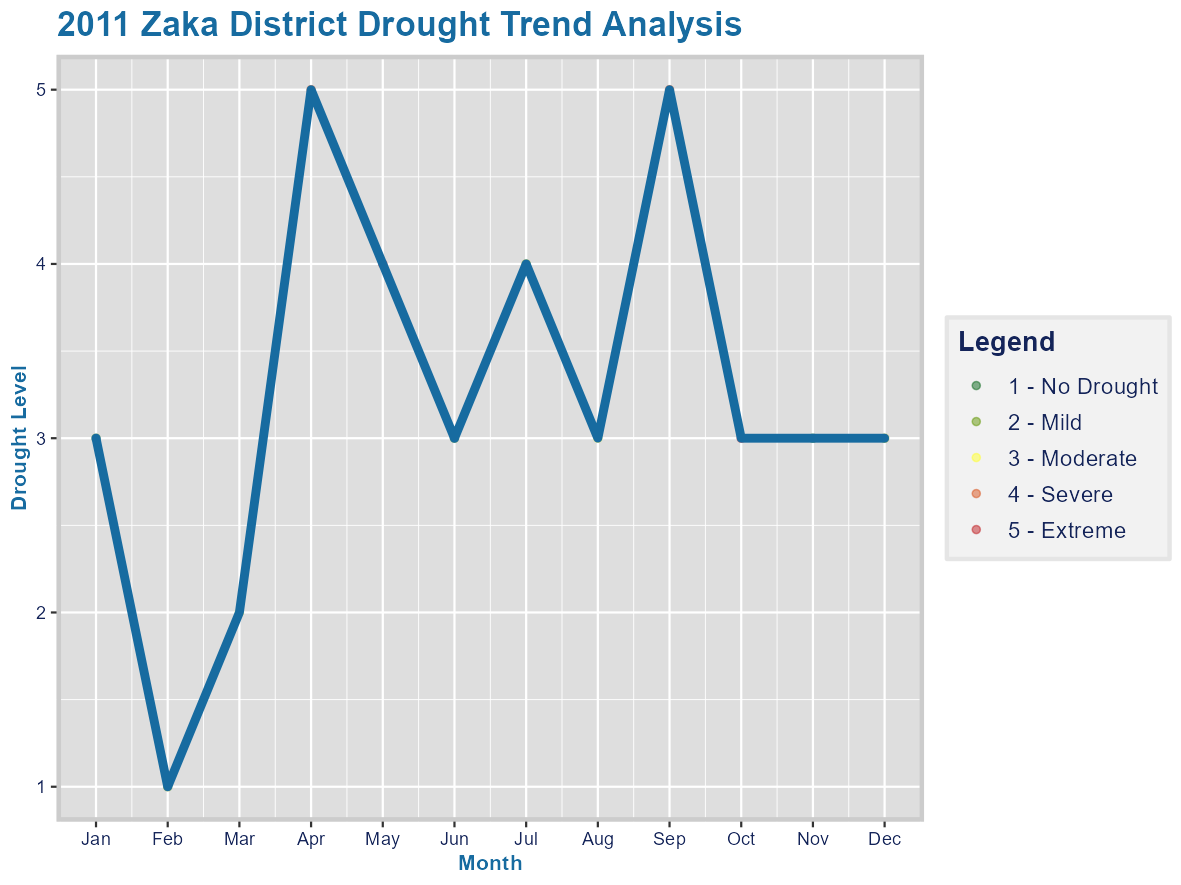 2011 Zaka District Drought Trend Analysis
Drought Level
5
4
3
2
1
Jan Feb Mar Apr May Jun Jul Aug Sep Oct Nov Dec
Month
Legend
1 - No Drought
2 - Mild
3 - Moderate
4 - Severe
5 - Extreme